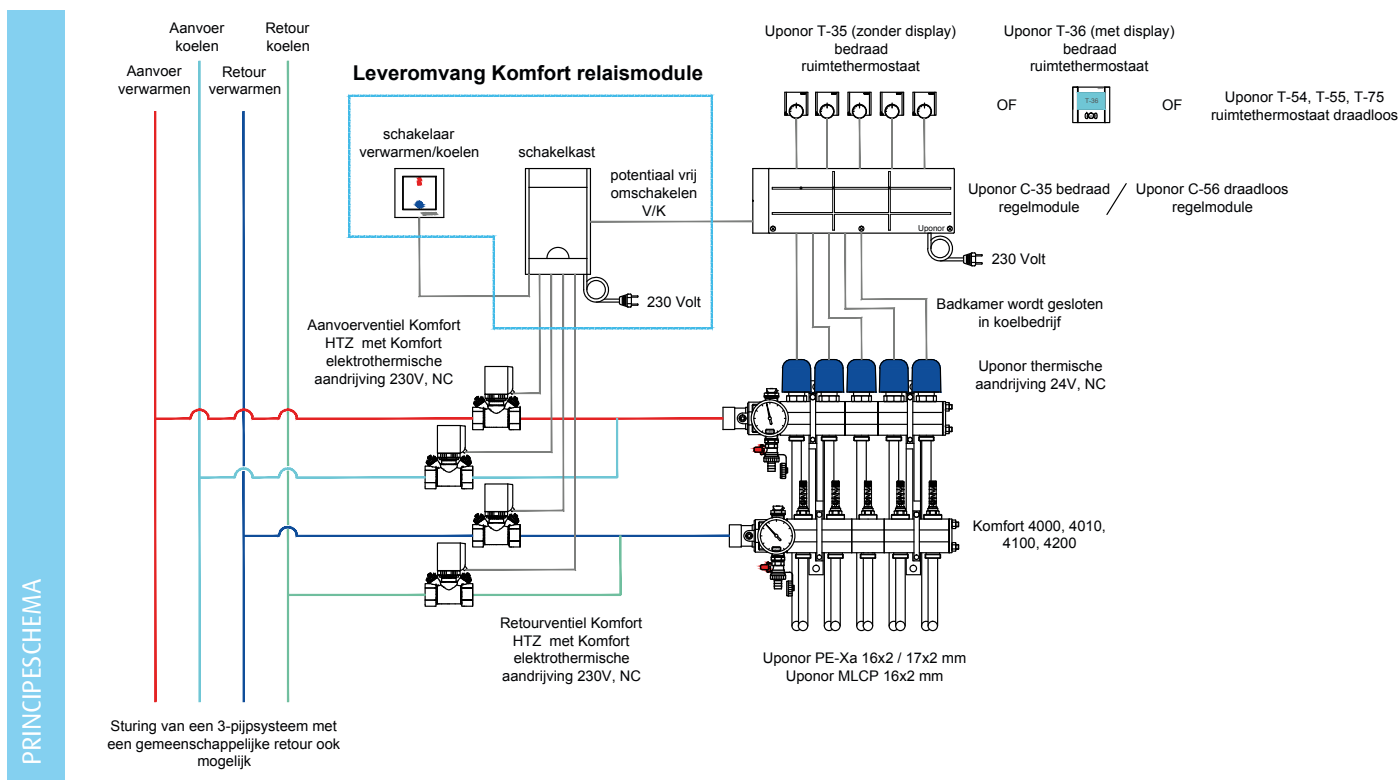 PRINCIPESCHEMA
Aanvoer
koelen
Retour
koelen
Aanvoer
verwarmen
Retour
verwarmen
Leveromvang Komfort relaismodule
schakelaar
verwarmen/koelen
schakelkast
potentiaal vrij
omschakelen
V/K
230 Volt
Uponor T-35 (zonder display)
bedraad
ruimtethermostaat
OF
Uponor T-36 (met display)
bedraad
ruimtethermostaat
T-36
OF
Uponor T-54, T-55, T-75
ruimtethermostaat draadloos
Uponor
Uponor C-35 bedraad
regelmodule
/
Uponor C-56 draadloos
regelmodule
230 Volt
Badkamer wordt gesloten
in koelbedrijf
Uponor thermische
aandrijving 24V, NC
Aanvoerventiel Komfort
HTZ met Komfort
elektrothermische
aandrijving 230V, NC
Komfort 4000, 4010,
4100, 4200
Retourventiel Komfort
HTZ met Komfort
elektrothermische
aandrijving 230V, NC
Uponor PE-Xa 16x2 / 17x2 mm
Uponor MLCP 16x2 mm
Sturing van een 3-pijpsysteem met
een gemeenschappelijke retour ook
mogelijk